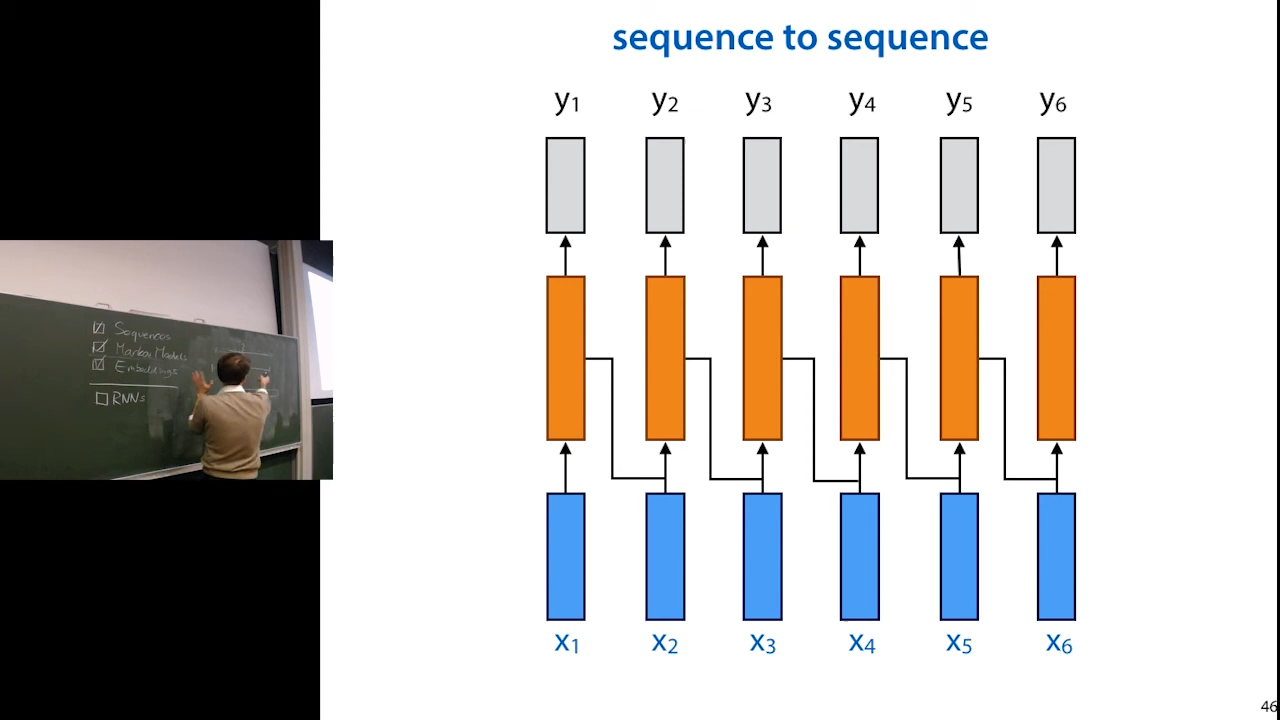 sequence to sequence
y1 y2 y3 y4 y5 y6
x1 x2 x3 x4 x5 x6
46
Sequences
Markov Models
Embeddings
RNNs